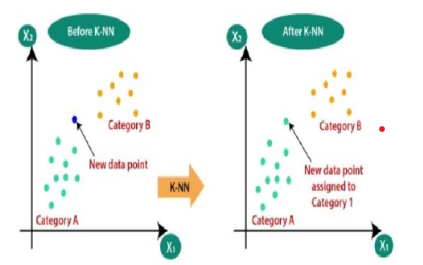 Before K-NN
X₂
Category B
New data point
Category A
X₁
K-NN
After K-NN
X₂
Category B
New data point
assigned to
Category 1
Category A
X₁